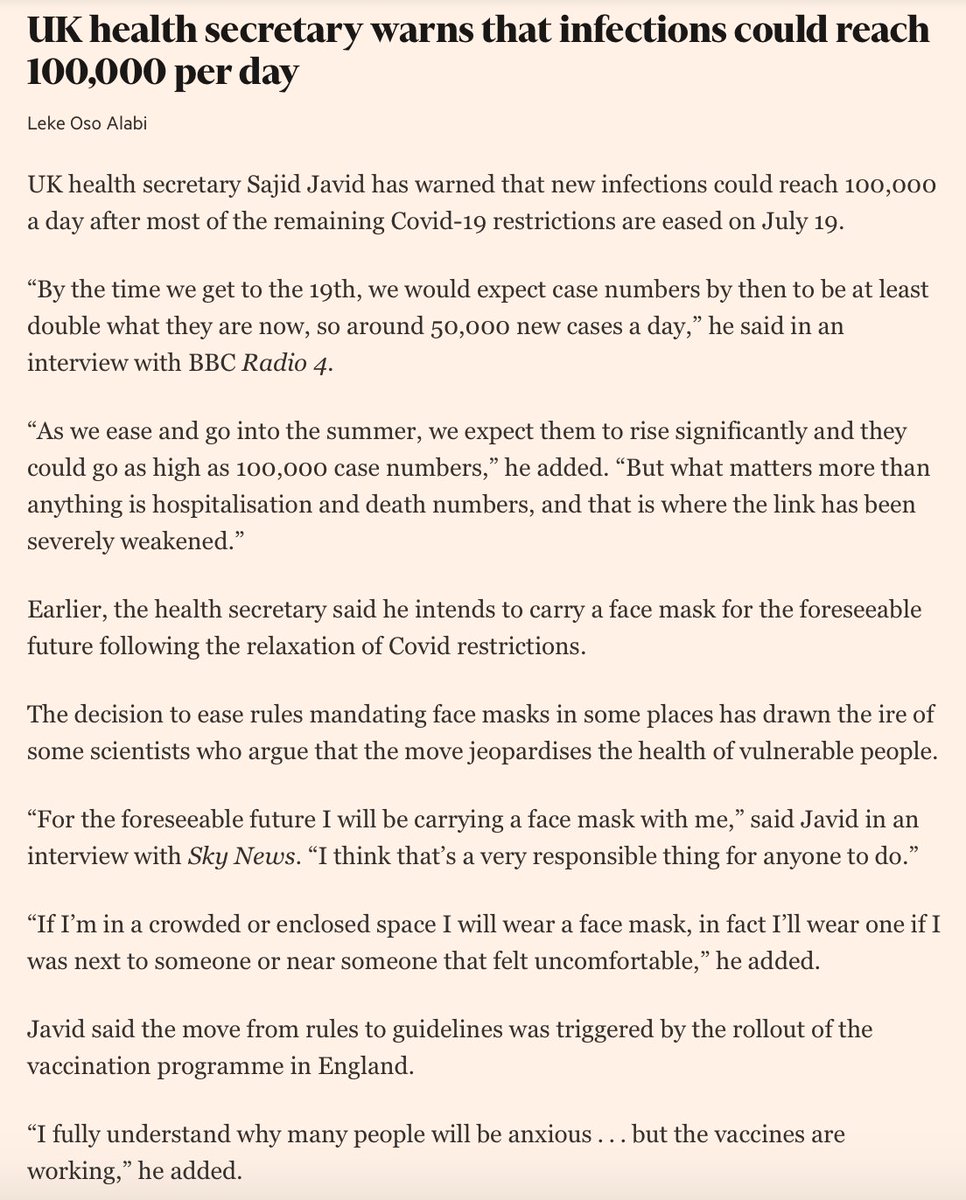 UK health secretary warns that infections could reach
100,000 per day
Leke Oso Alabi
UK health secretary Sajid Javid has warned that new infections could reach 100,000
a day after most of the remaining Covid-19 restrictions are eased on July 19.
“By the time we get to the 19th, we would expect case numbers by then to be at least
double what they are now, so around 50,000 new cases a day,” he said in an
interview with BBC Radio 4.
“As we ease and go into the summer, we expect them to rise significantly and they
could go as high as 100,000 case numbers,” he added. “But what matters more than
anything is hospitalisation and death numbers, and that is where the link has been
severely weakened.”
Earlier, the health secretary said he intends to carry a face mask for the foreseeable
future following the relaxation of Covid restrictions.
The decision to ease rules mandating face masks in some places has drawn the ire of
some scientists who argue that the move jeopardises the health of vulnerable people.
“For the foreseeable future I will be carrying a face mask with me,” said Javid in an
interview with Sky News. “I think that’s a very responsible thing for anyone to do.”
“If I’m in a crowded or enclosed space I will wear a face mask, in fact I’ll wear one if I
was next to someone or near someone that felt uncomfortable,” he added.
Javid said the move from rules to guidelines was triggered by the rollout of the
vaccination programme in England.
“I fully understand why many people will be anxious . . . but the vaccines are
working,” he added.